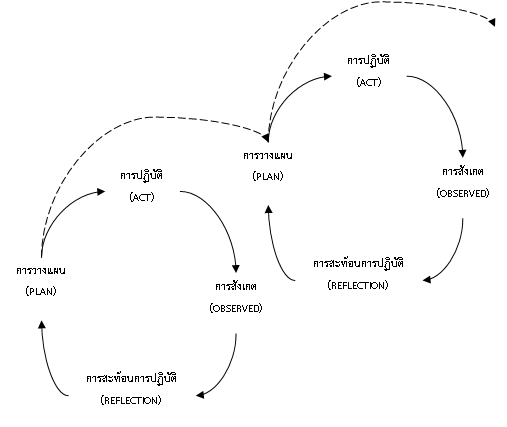 การปฏิบัติ
(ACT)
การวางแผน
(PLAN)
การสังเกต
(OBSERVED)
การสะท้อนการปฏิบัติ
(REFLECTION)
การปฏิบัติ
(ACT)
การวางแผน
(PLAN)
การสังเกต
(OBSERVED)
การสะท้อนการปฏิบัติ
(REFLECTION)